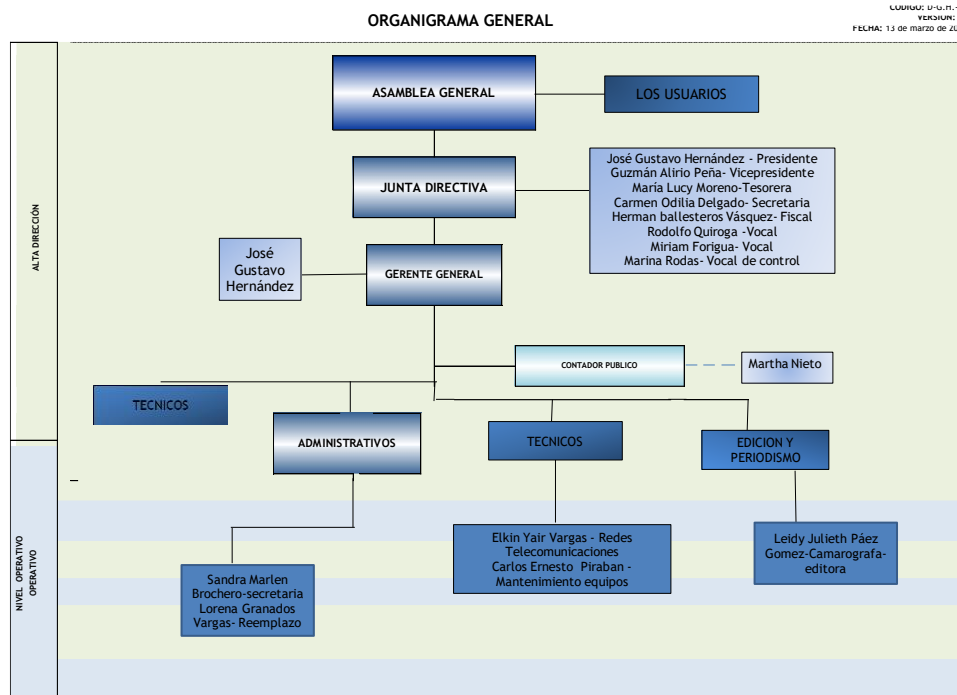 CODIGO: D-G.H.-
VERSION:
FECHA: 13 de marzo de 20
ORGANIGRAMA GENERAL
ALTA DIRECCIÓN
ASAMBLEA GENERAL
LOS USUARIOS
JUNTA DIRECTIVA
José Gustavo Hernández - Presidente
Guzmán Alirio Peña- Vicepresidente
María Lucy Moreno-Tesorera
Carmen Odilia Delgado- Secretaria
Herman ballesteros Vásquez- Fiscal
Rodolfo Quiroga -Vocal
Miriam Forigua- Vocal
Marina Rodas- Vocal de control
José
Gustavo
Hernández
GERENTE GENERAL
CONTADOR PUBLICO
Martha Nieto
TECNICOS
ADMINISTRATIVOS
TECNICOS
EDICION Y
PERIODISMO
NIVEL OPERATIVO
OPERATIVO
Sandra Marlen
Brochero-secretaria
Lorena Granados
Vargas- Reemplazo
Elkin Yair Vargas - Redes
Telecomunicaciones
Carlos Ernesto Piraban -
Mantenimiento equipos
Leidy Julieth Páez
Gomez-Camarografa-
editora